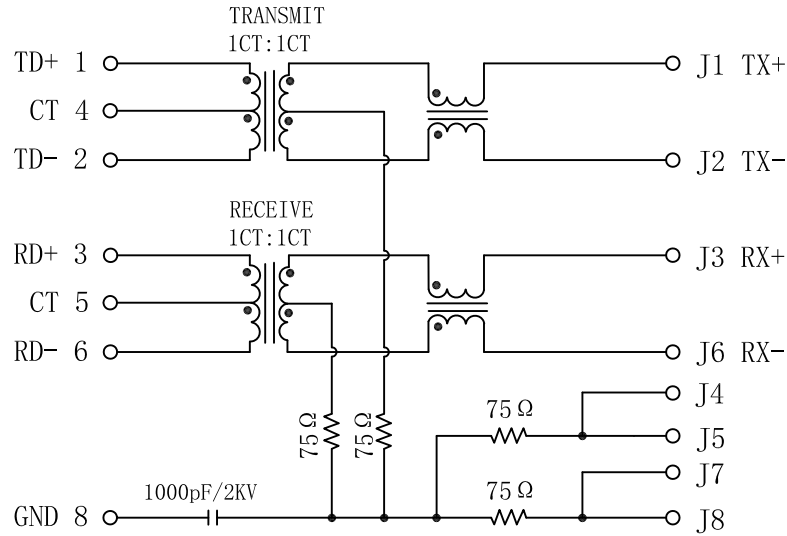 TRANSMIT
1CT:1CT
TD+ 1
J1 TX+
CT 4
TD- 2
J2 TX-
RECEIVE
1CT:1CT
RD+ 3
J3 RX+
CT 5
RD- 6
J6 RX-
J4
75Ω
75Ω
75Ω
J5
J7
1000pF/2KV
75Ω
GND 8
J8